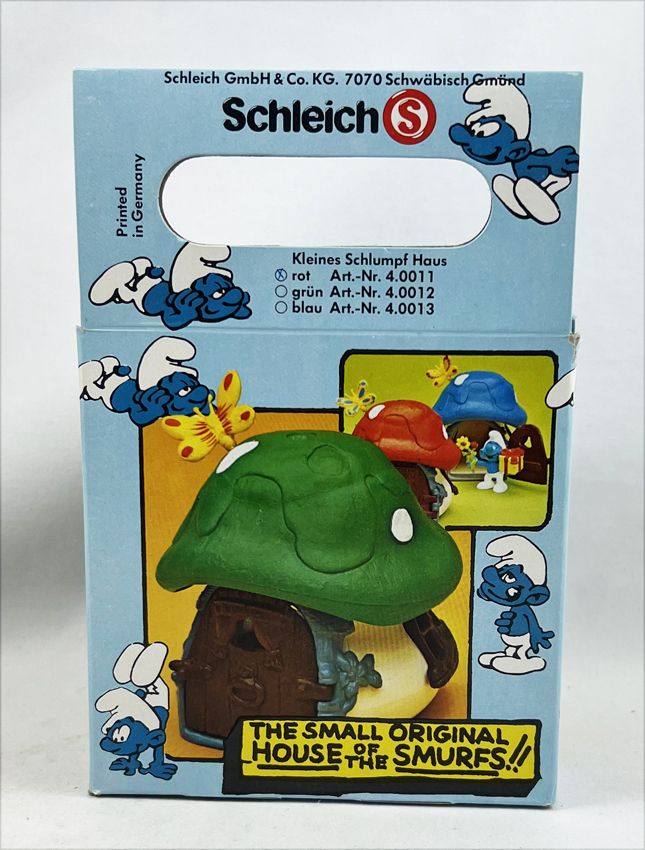 Schleich GmbH & Co. KG. 7070 Schwäbisch Gmünd
Schleich S
Printed
in Germany
Kleines Schlumpf Haus
rot Art.-Nr. 4.0011
grün Art.-Nr. 4.0012
blau Art.-Nr. 4.0013
THE SMALL ORIGINAL
HOUSE OF THE SMURFS!!